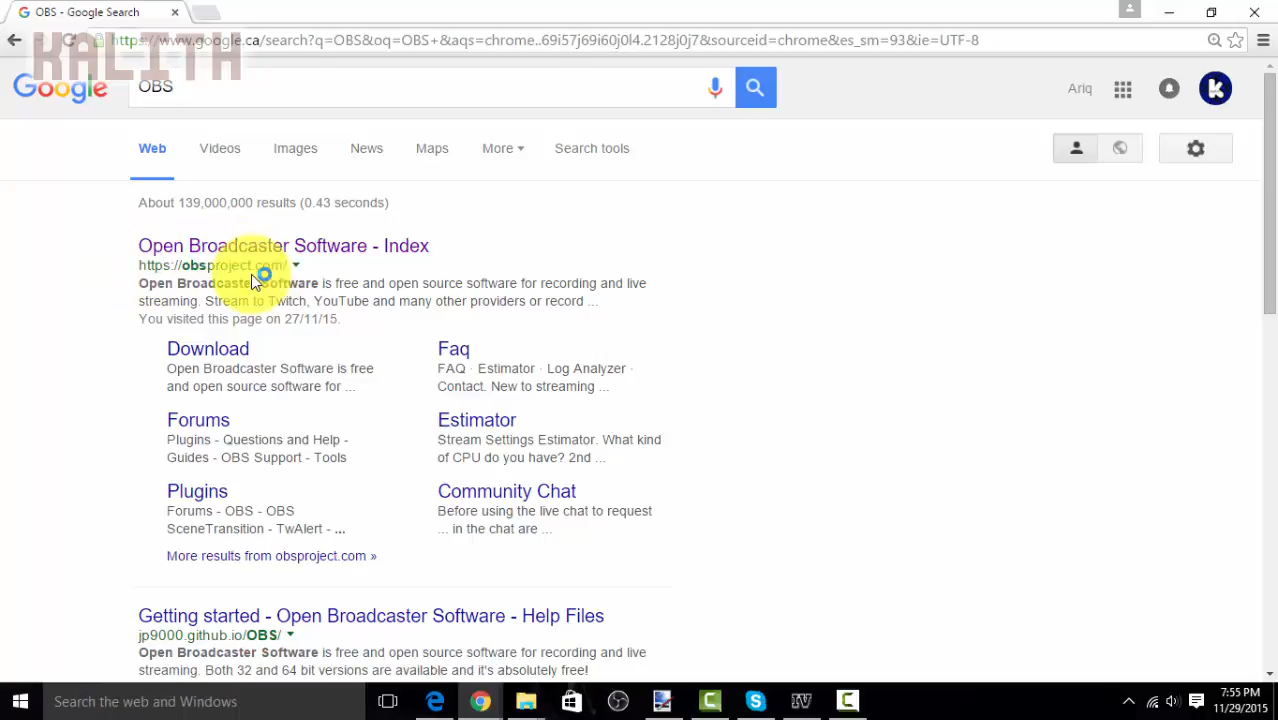 OBS - Google Search
https://www.google.ca/search?q=OBS&oq=OBS+&aqs=chrome..69i57j69i60j0l4.2128j0j7&sourceid=chrome&es_sm=93&ie=UTF-8
KALITH
Google
OBS
Ariq
Web Videos Images News Maps More Search tools
About 139,000,000 results (0.43 seconds)
Open Broadcaster Software - Index
https://obsproject.com/
Open Broadcaster Software is free and open source software for recording and live
streaming. Stream to Twitch, YouTube and many other providers or record ...
You visited this page on 27/11/15.
Download
Open Broadcaster Software is free
and open source software for ...
Faq
FAQ · Estimator · Log Analyzer ·
Contact. New to streaming ...
Forums
Plugins - Questions and Help -
Guides - OBS Support - Tools
Estimator
Stream Settings Estimator. What kind
of CPU do you have? 2nd ...
Plugins
Forums - OBS - OBS
SceneTransition - TwAlert - ...
Community Chat
Before using the live chat to request
... in the chat are ...
More results from obsproject.com »
Getting started - Open Broadcaster Software - Help Files
jp9000.github.io/OBS/
Open Broadcaster Software is free and open source software for recording and live
streaming. Both 32 and 64 bit versions are available and it's absolutely free!
Search the web and Windows
7:55 PM
11/29/2015